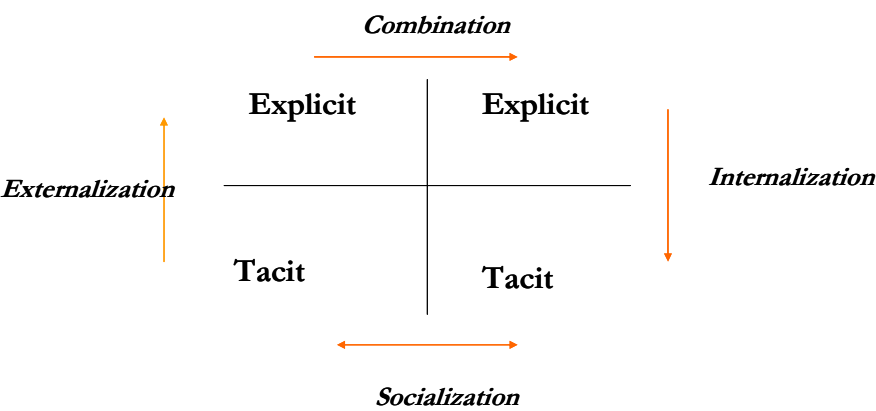 Combination
Explicit
Explicit
Externalization
Internalization
Tacit
Tacit
Socialization